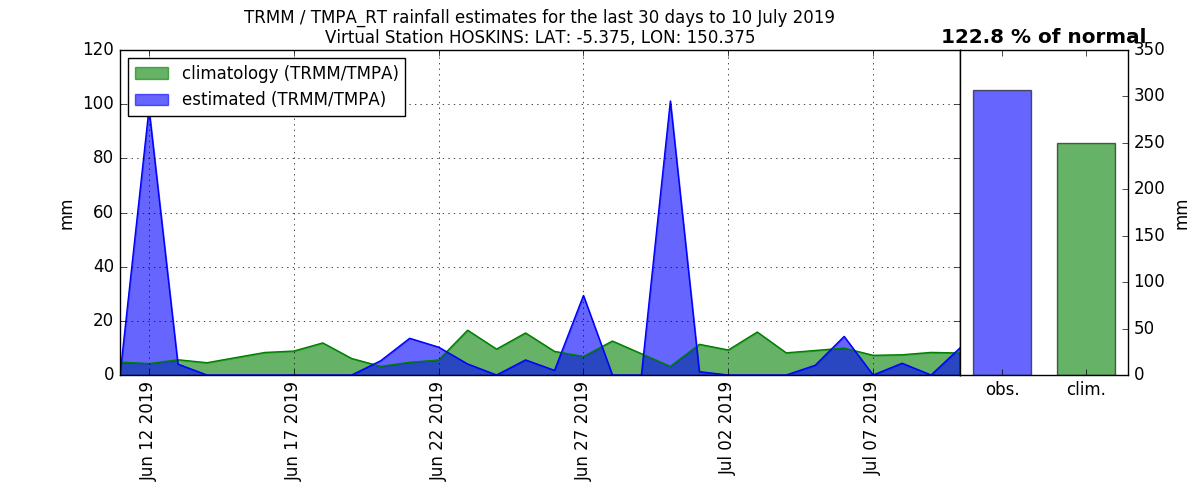 TRMM / TMPA_RT rainfall estimates for the last 30 days to 10 July 2019
Virtual Station HOSKINS: LAT: -5.375, LON: 150.375
122.8 % of normal
climatology (TRMM/TMPA)
estimated (TRMM/TMPA)
120
100
80
60
40
20
0
mm
Jun 12 2019
Jun 17 2019
Jun 22 2019
Jun 27 2019
Jul 02 2019
Jul 07 2019
350
300
250
200
150
100
50
0
mm
obs.
clim.